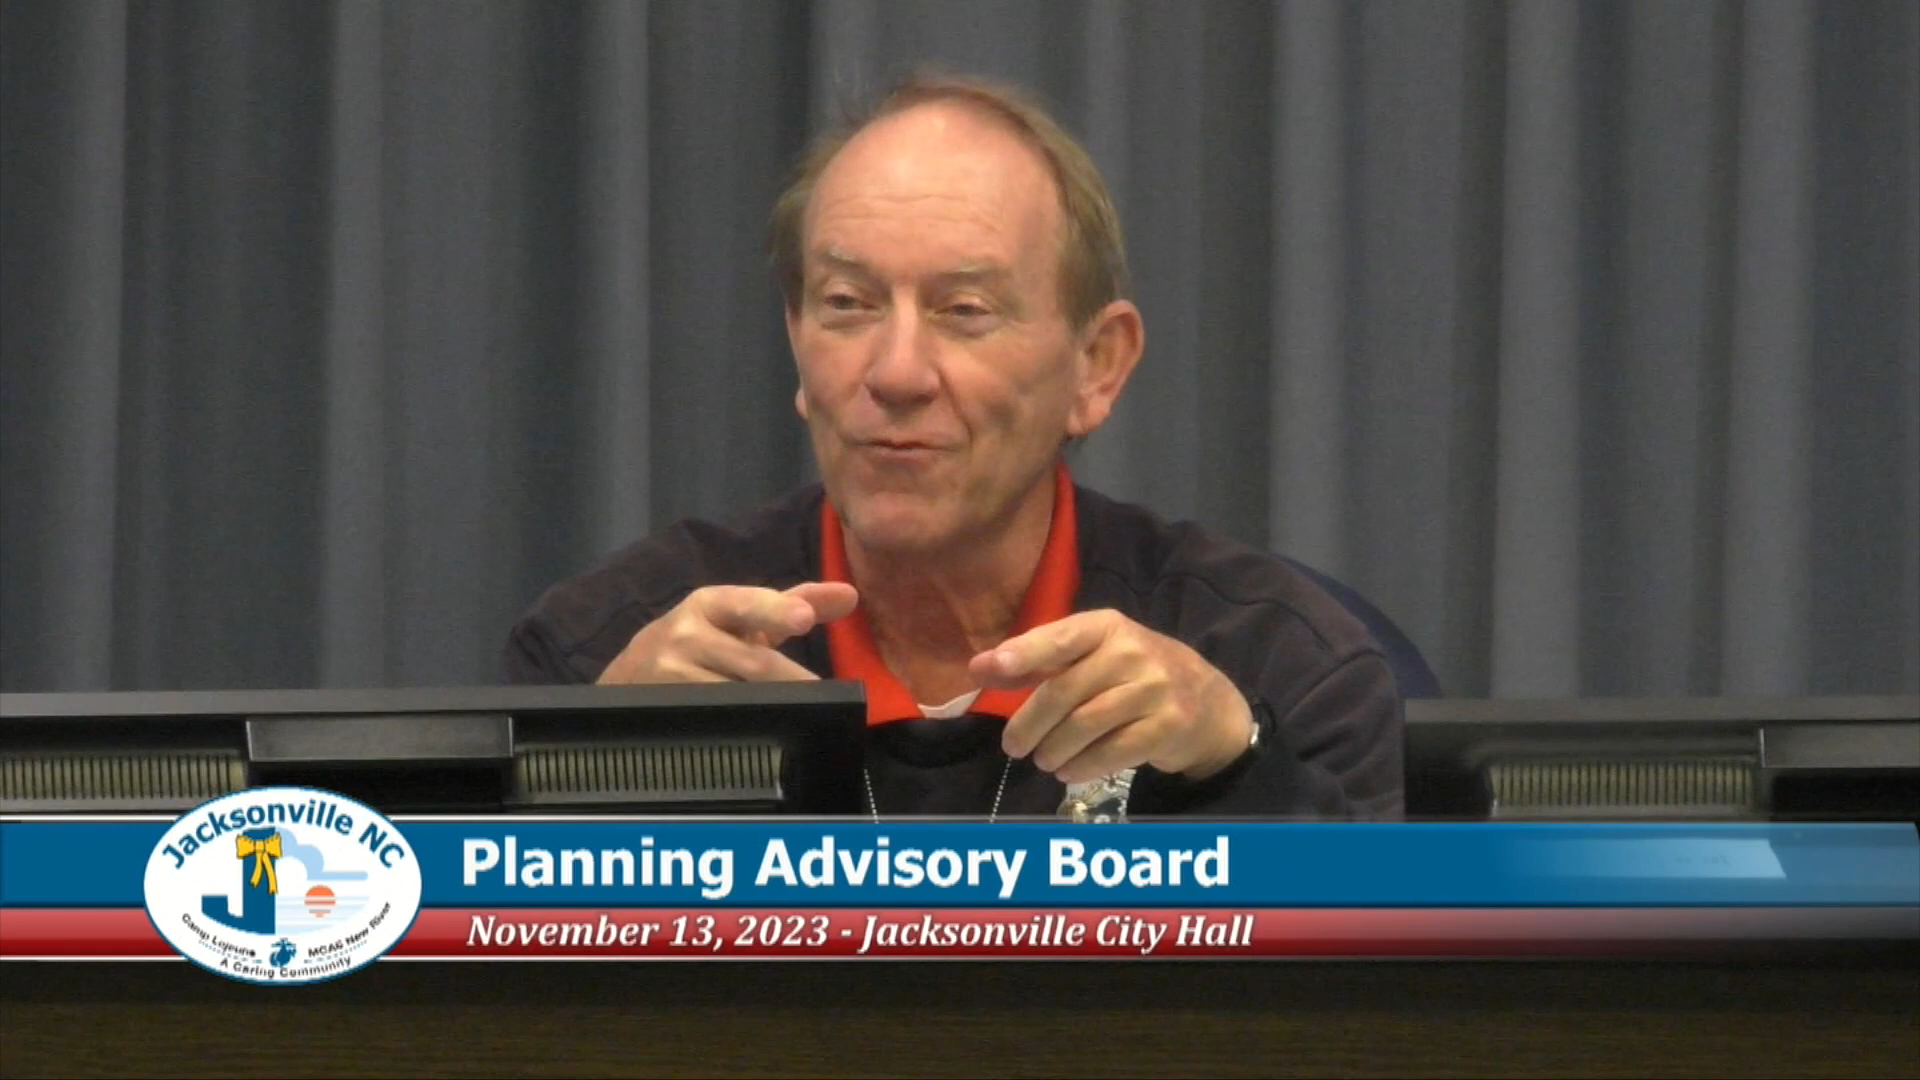 Planning Advisory Board
November 13, 2023 - Jacksonville City Hall
Jacksonville NC
J
Camp Lejeune MCAS New River
A Caring Community